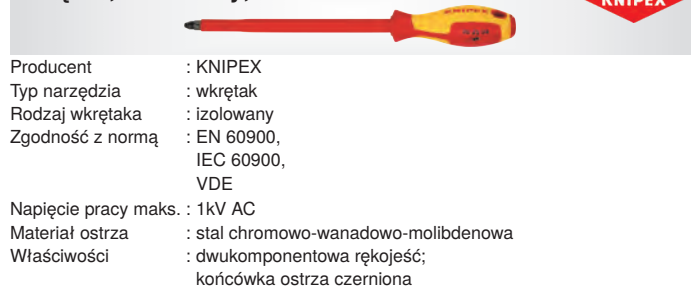 KNIPEX
KNIPEX
Producent : KNIPEX
Typ narzędzia : wkrętak
Rodzaj wkrętaka : izolowany
Zgodność z normą : EN 60900,
IEC 60900,
VDE
Napięcie pracy maks. : 1kV AC
Materiał ostrza : stal chromowo-wanadowo-molibdenowa
Właściwości : dwukomponentowa rękojeść;
końcówka ostrza czerniona